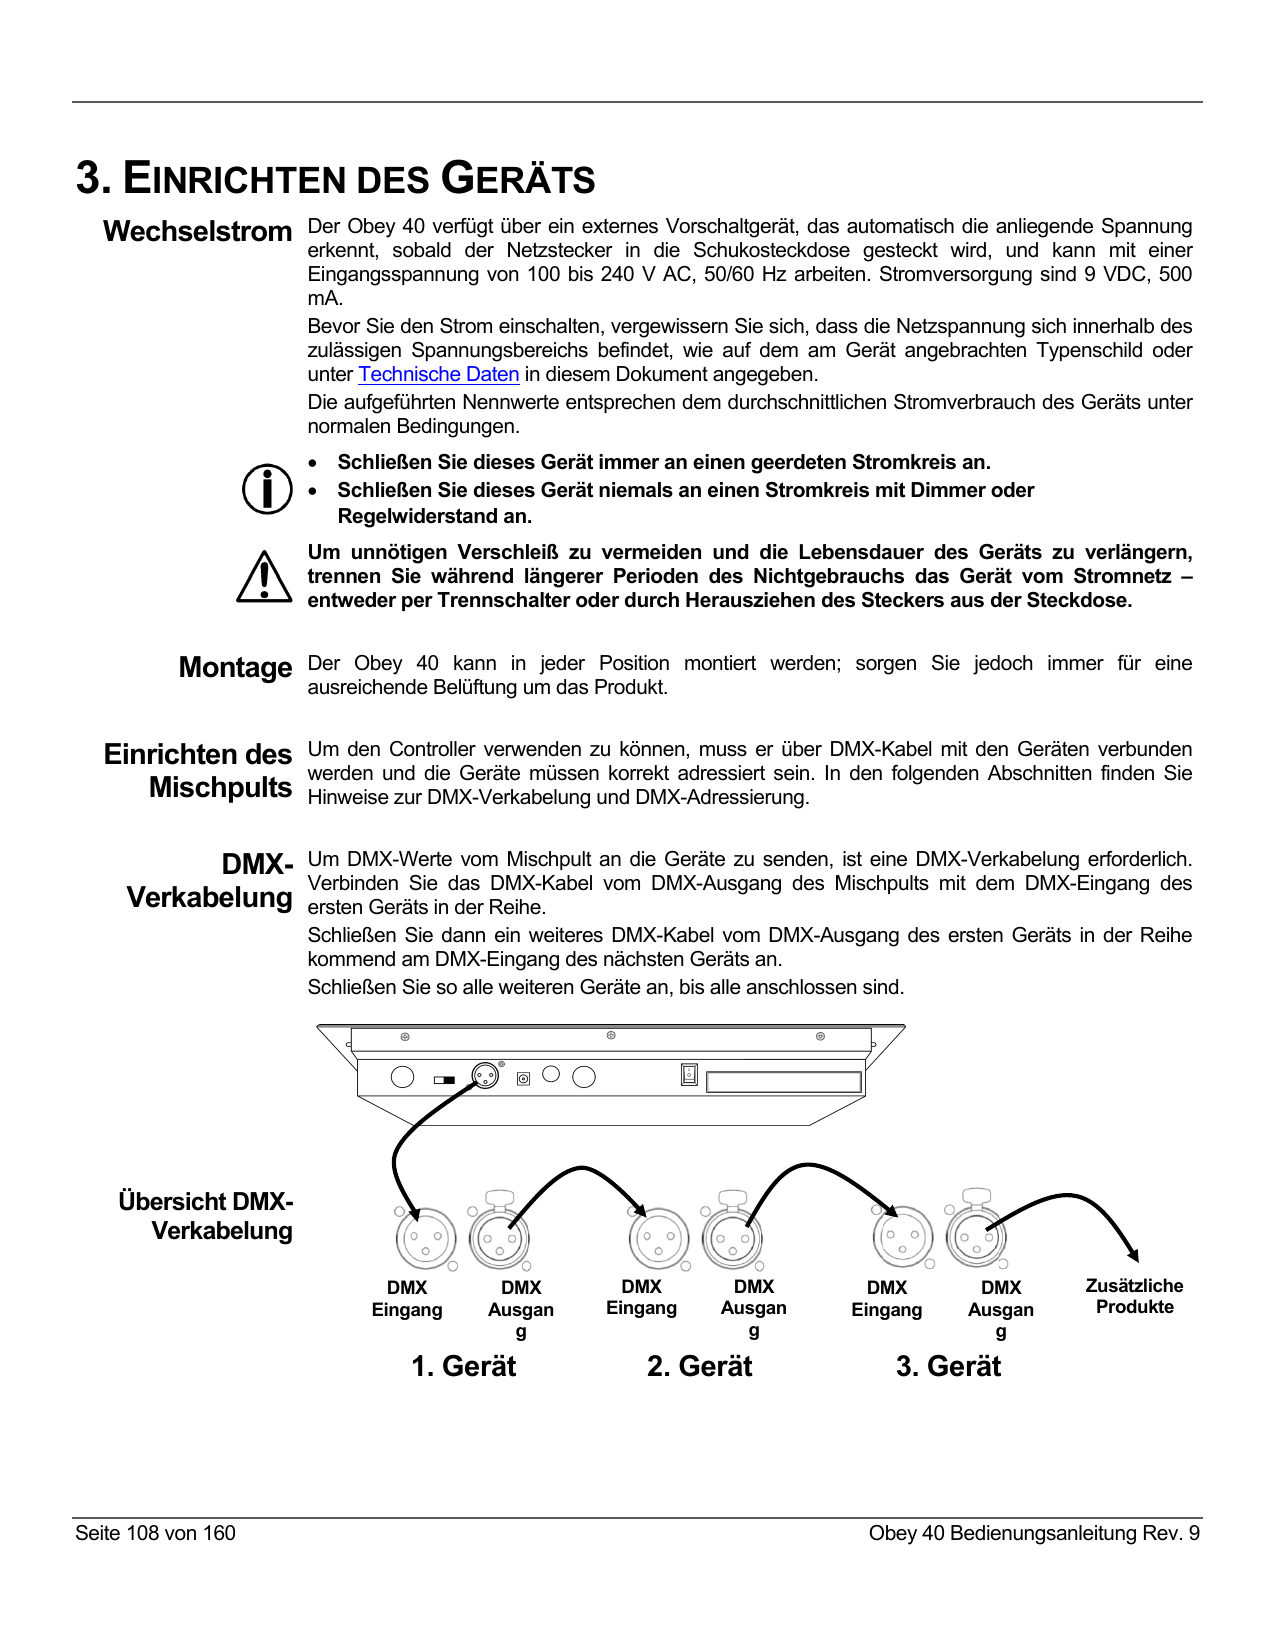 3. EINRICHTEN DES GERÄTS
Wechselstrom
Der Obey 40 verfügt über ein externes Vorschaltgerät, das automatisch die anliegende Spannung
erkennt, sobald der Netzstecker in die Schukosteckdose gesteckt wird, und kann mit einer
Eingangsspannung von 100 bis 240 V AC, 50/60 Hz arbeiten. Stromversorgung sind 9 VDC, 500
mA.
Bevor Sie den Strom einschalten, vergewissern Sie sich, dass die Netzspannung sich innerhalb des
zulässigen Spannungsbereichs befindet, wie auf dem am Gerät angebrachten Typenschild oder
unter Technische Daten in diesem Dokument angegeben.
Die aufgeführten Nennwerte entsprechen dem durchschnittlichen Stromverbrauch des Geräts unter
normalen Bedingungen.
• Schließen Sie dieses Gerät immer an einen geerdeten Stromkreis an.
• Schließen Sie dieses Gerät niemals an einen Stromkreis mit Dimmer oder
Regelwiderstand an.
Um unnötigen Verschleiß zu vermeiden und die Lebensdauer des Geräts zu verlängern,
trennen Sie während längerer Perioden des Nichtgebrauchs das Gerät vom Stromnetz –
entweder per Trennschalter oder durch Herausziehen des Steckers aus der Steckdose.
Montage
Der Obey 40 kann in jeder Position montiert werden; sorgen Sie jedoch immer für eine
ausreichende Belüftung um das Produkt.
Einrichten des
Mischpults
Um den Controller verwenden zu können, muss er über DMX-Kabel mit den Geräten verbunden
werden und die Geräte müssen korrekt adressiert sein. In den folgenden Abschnitten finden Sie
Hinweise zur DMX-Verkabelung und DMX-Adressierung.
DMX-
Verkabelung
Um DMX-Werte vom Mischpult an die Geräte zu senden, ist eine DMX-Verkabelung erforderlich.
Verbinden Sie das DMX-Kabel vom DMX-Ausgang des Mischpults mit dem DMX-Eingang des
ersten Geräts in der Reihe.
Schließen Sie dann ein weiteres DMX-Kabel vom DMX-Ausgang des ersten Geräts in der Reihe
kommend am DMX-Eingang des nächsten Geräts an.
Schließen Sie so alle weiteren Geräte an, bis alle anschlossen sind.
Übersicht DMX-
Verkabelung
DMX
Eingang
DMX
Ausgan
g
DMX
Eingang
DMX
Ausgan
g
DMX
Eingang
DMX
Ausgan
g
Zusätzliche
Produkte
1. Gerät
2. Gerät
3. Gerät
Seite 108 von 160
Obey 40 Bedienungsanleitung Rev. 9